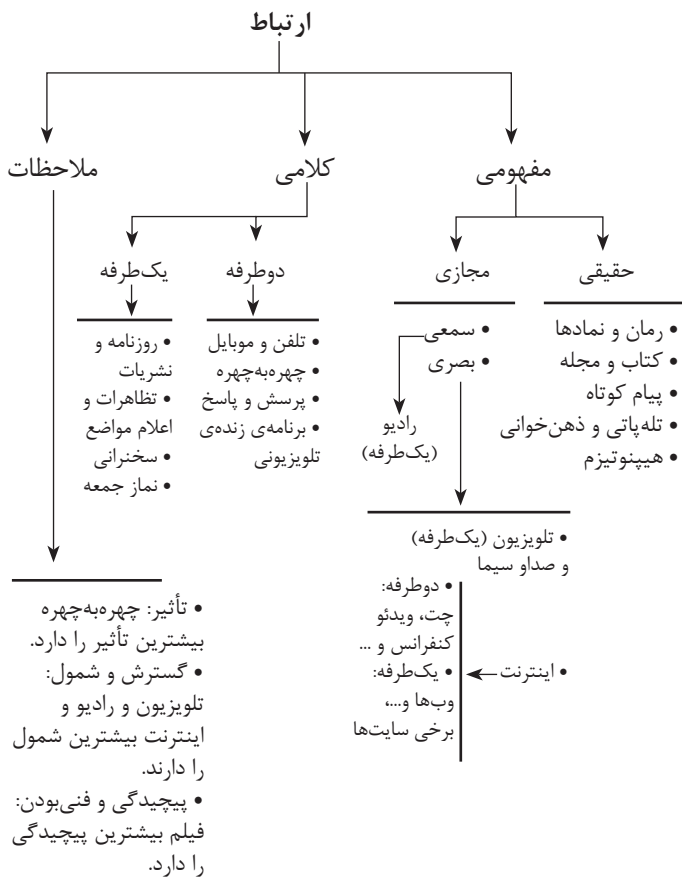 ارتباط
مفهومی
کلامی
ملاحظات
حقیقی
مجازی
دوطرفه
یک‌طرفه
• رمان و نمادها
• کتاب و مجله
• پیام کوتاه
• تله‌پاتی و ذهن‌خوانی
• هیپنوتیزم
• سمعی
• بصری
رادیو
(یک‌طرفه)
• تلویزیون (یک‌طرفه)
و صداو سیما
• اینترنت
• دوطرفه:
چت، ویدئو
کنفرانس و ...
• یک‌طرفه:
وب‌ها و...،
برخی سایت‌ها
• تلفن و موبایل
• چهره‌به‌چهره
• پرسش و پاسخ
• برنامه‌ی زنده‌ی
تلویزیونی
• روزنامه و
نشریات
• تظاهرات و
اعلام مواضع
• سخنرانی
• نماز جمعه
• تأثیر: چهره‌به‌چهره
بیشترین تأثیر را دارد.
• گسترش و شمول:
تلویزیون و رادیو و
اینترنت بیشترین شمول
را دارند.
• پیچیدگی و فنی‌بودن:
فیلم بیشترین پیچیدگی
را دارد.